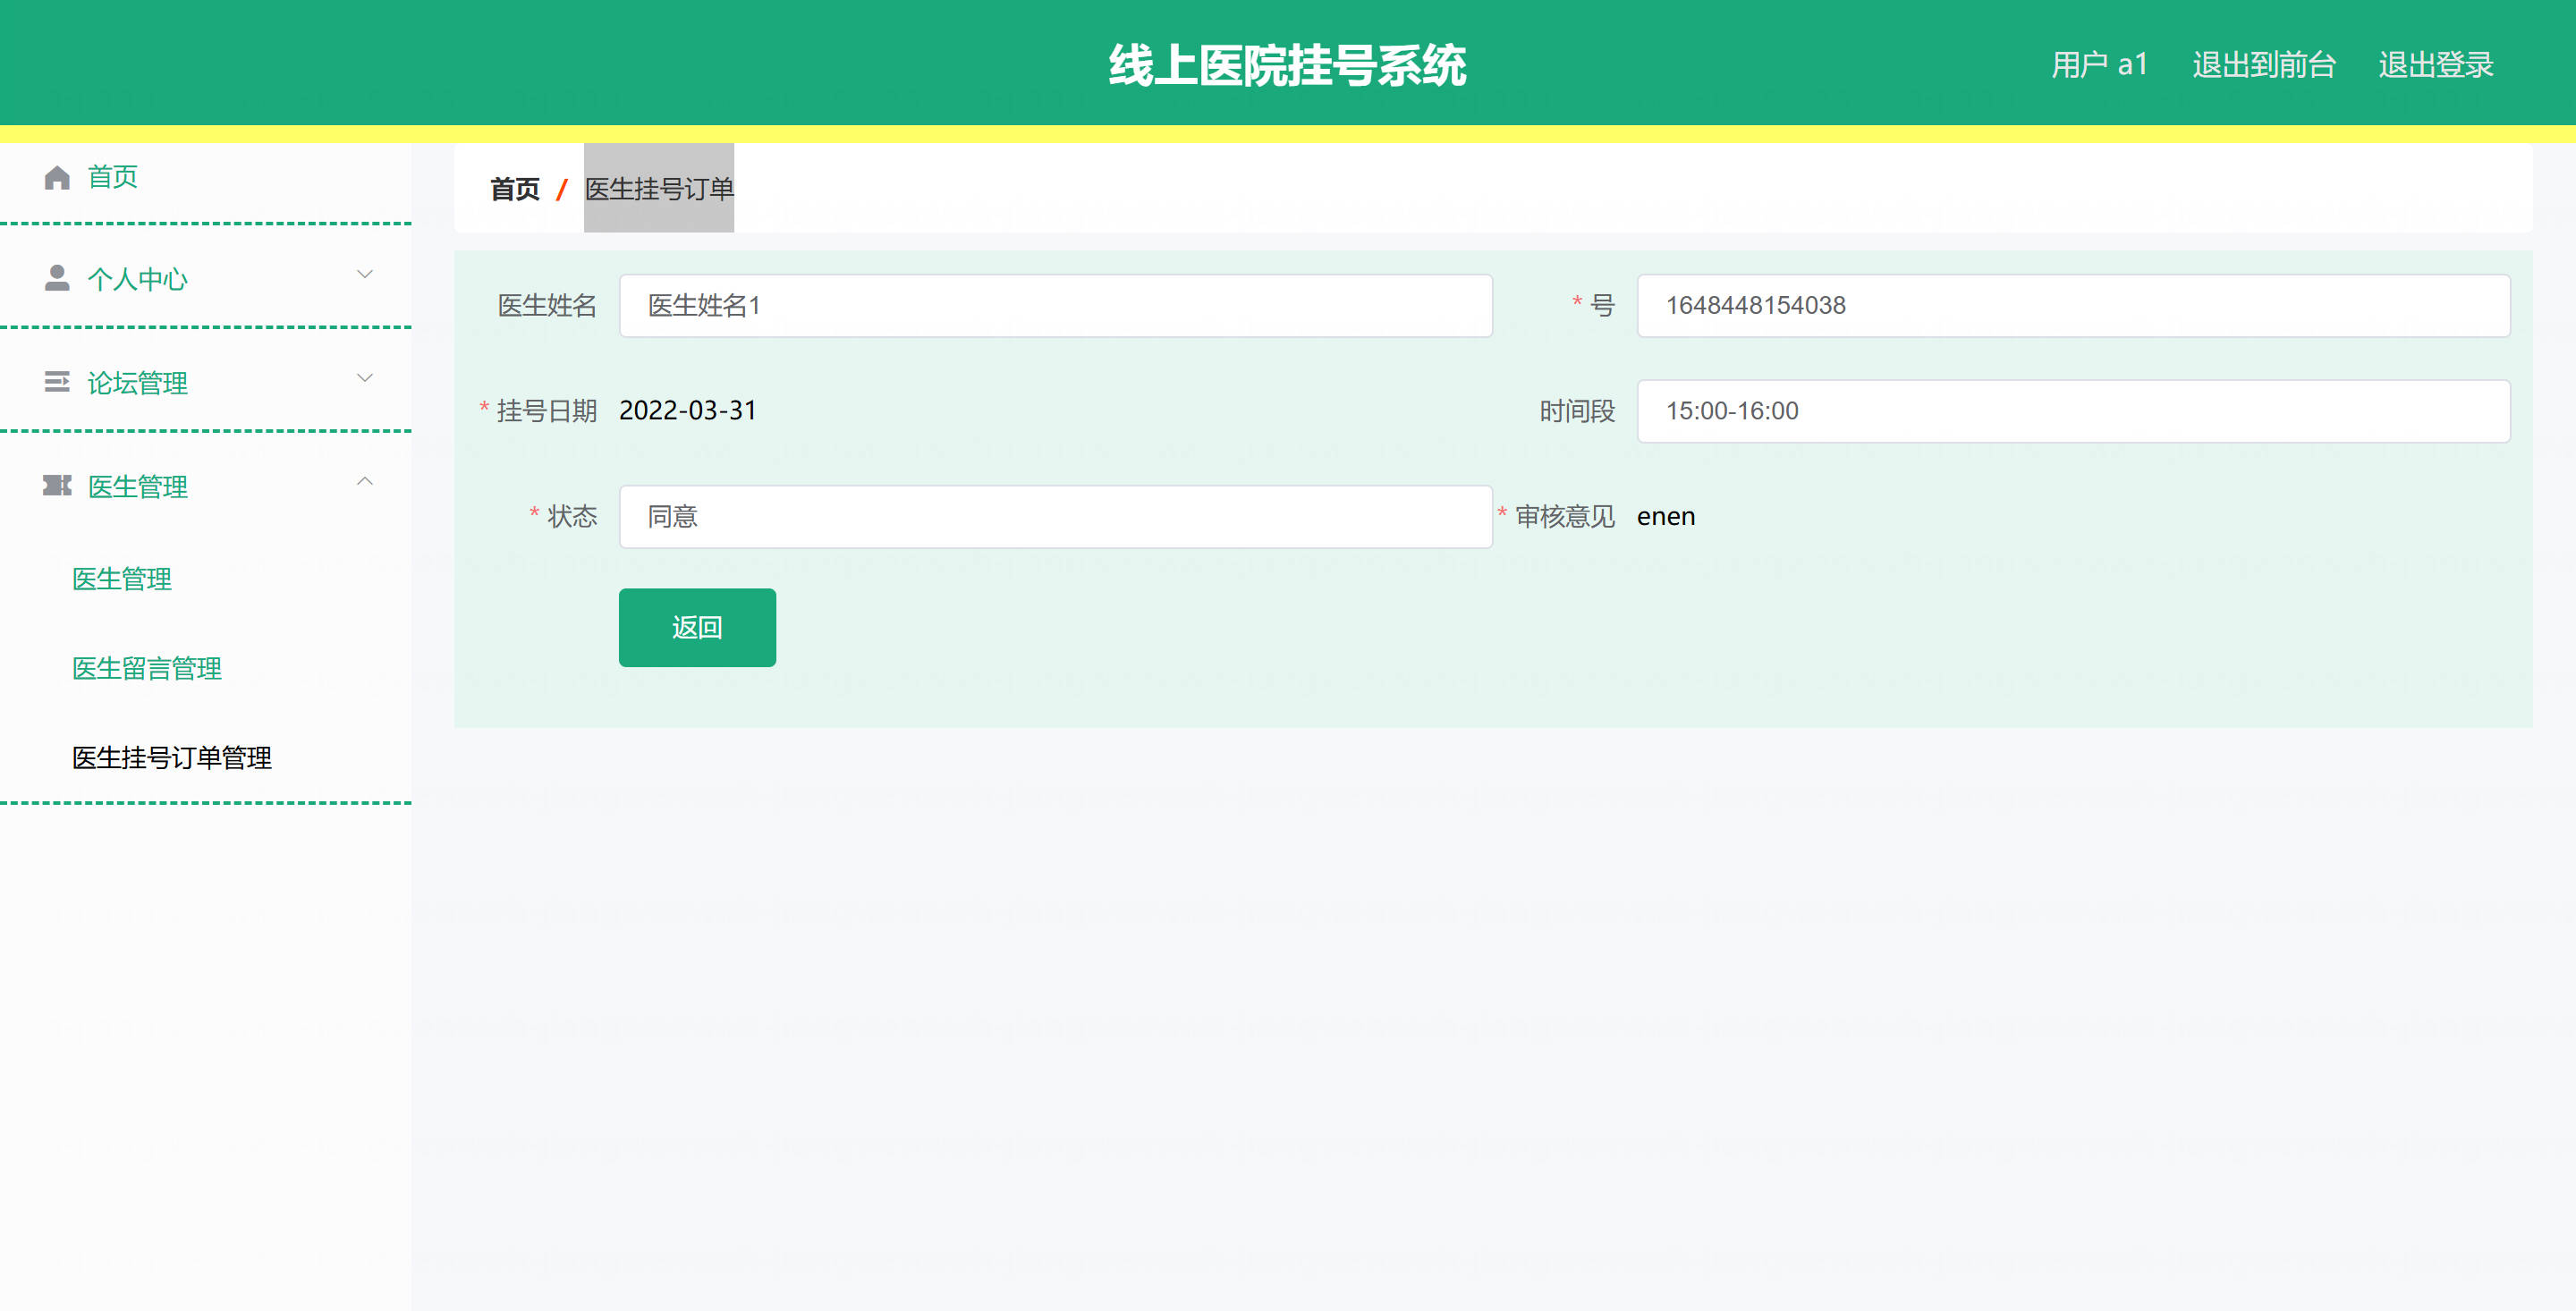 线上医院挂号系统
用户 a1 退出到前台 退出登录
首页
个人中心
论坛管理
医生管理
医生管理
医生留言管理
医生挂号订单管理
首页 / 医生挂号订单
医生姓名 医生姓名1 * 号 1648448154038
* 挂号日期 2022-03-31 时间段 15:00-16:00
* 状态 同意 * 审核意见 enen
返回